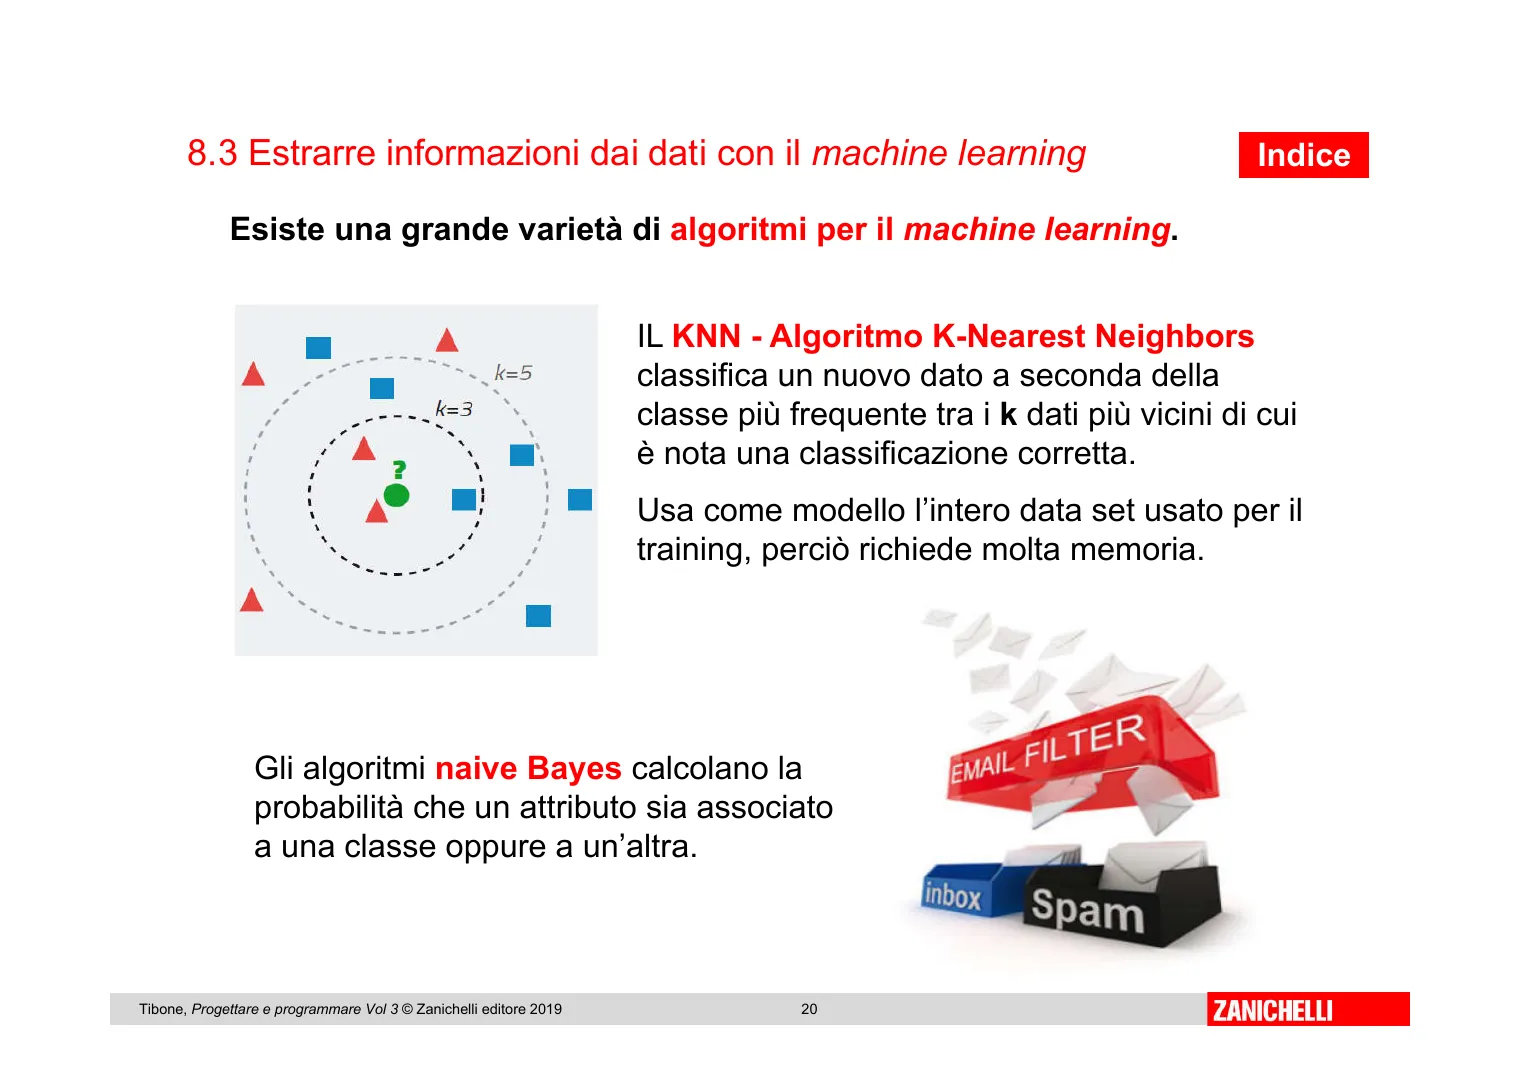 8.3 Estrarre informazioni dai dati con il machine learning
Indice
Esiste una grande varietà di algoritmi per il machine learning.
k=5
k=3
?
IL KNN - Algoritmo K-Nearest Neighbors
classifica un nuovo dato a seconda della
classe più frequente tra i k dati più vicini di cui
è nota una classificazione corretta.
Usa come modello l’intero data set usato per il
training, perciò richiede molta memoria.
EMAIL FILTER
inbox
Spam
Gli algoritmi naive Bayes calcolano la
probabilità che un attributo sia associato
a una classe oppure a un’altra.
Tibone, Progettare e programmare Vol 3 © Zanichelli editore 2019
20
ZANICHELLI